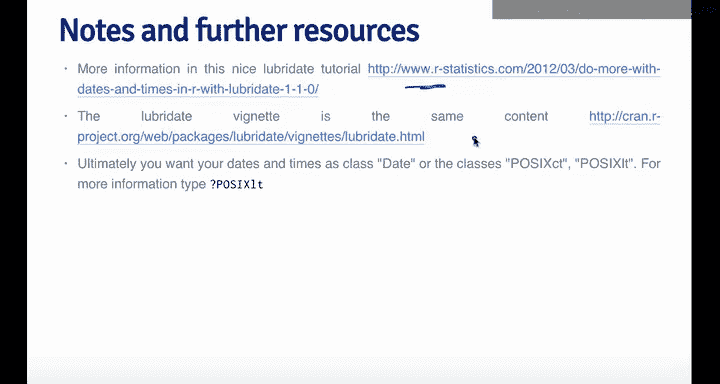 Notes and further resources
• More information in this nice lubridate tutorial http://www.r-statistics.com/2012/03/do-more-with-
dates-and-times-in-r-with-lubridate-1-1-0/
• The lubridate vignette is the same content http://cran.r-
project.org/web/packages/lubridate/vignettes/lubridate.html
• Ultimately you want your dates and times as class "Date" or the classes "POSIXct", "POSIXlt". For
more information type ?POSIXlt